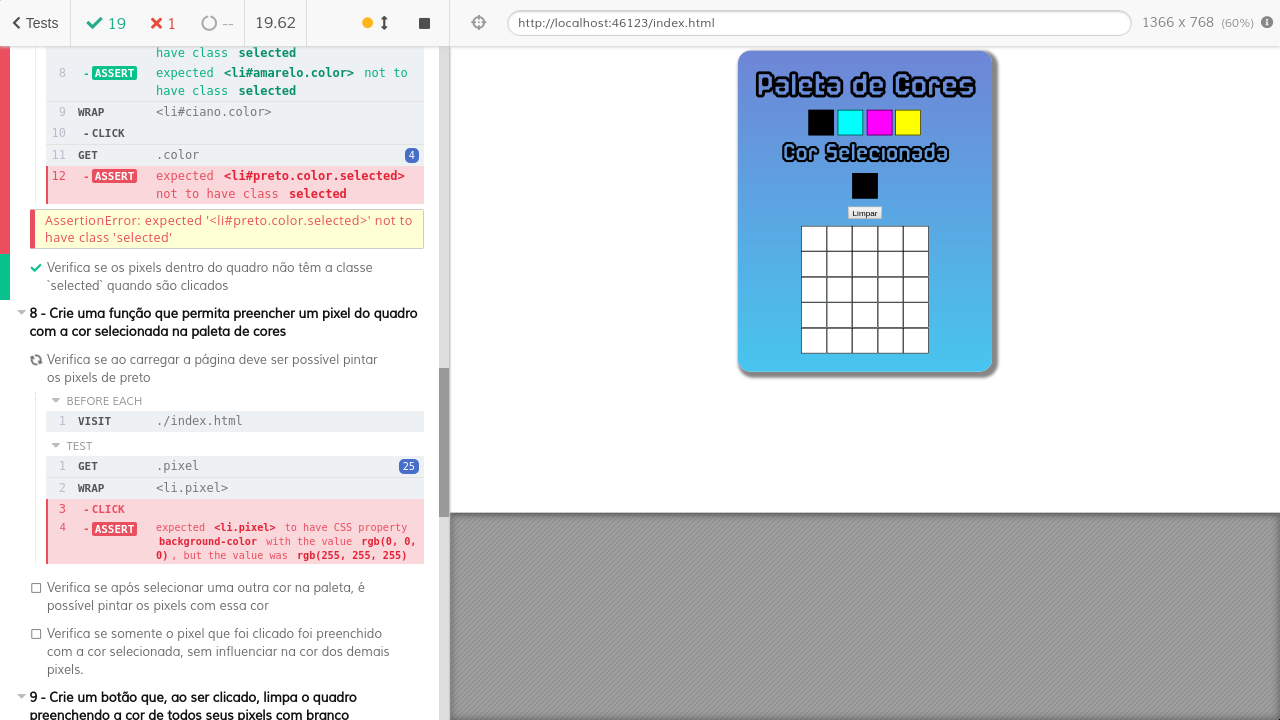 Tests
19
1
--
19.62
http://localhost:46123/index.html
1366 x 768 (60%)
have class selected
8 - ASSERT expected <li#amarelo.color> not to
have class selected
9 WRAP <li#ciano.color>
10 - CLICK
11 GET .color 4
12 - ASSERT expected <li#preto.color.selected>
not to have class selected
AssertionError: expected '<li#preto.color.selected>' not to
have class 'selected'
Verifica se os pixels dentro do quadro não têm a classe
`selected` quando são clicados
8 - Crie uma função que permita preencher um pixel do quadro
com a cor selecionada na paleta de cores
Verifica se ao carregar a página deve ser possível pintar
os pixels de preto
BEFORE EACH
1 VISIT ./index.html
TEST
1 GET .pixel 25
2 WRAP <li.pixel>
3 - CLICK
4 - ASSERT expected <li.pixel> to have CSS property
background-color with the value rgb(0, 0,
0), but the value was rgb(255, 255, 255)
Verifica se após selecionar uma outra cor na paleta, é
possível pintar os pixels com essa cor
Verifica se somente o pixel que foi clicado foi preenchido
com a cor selecionada, sem influenciar na cor dos demais
pixels.
9 - Crie um botão que, ao ser clicado, limpa o quadro
preenchendo a cor de todos seus pixels com branco
Paleta de Cores
Cor Selecionada
Limpar